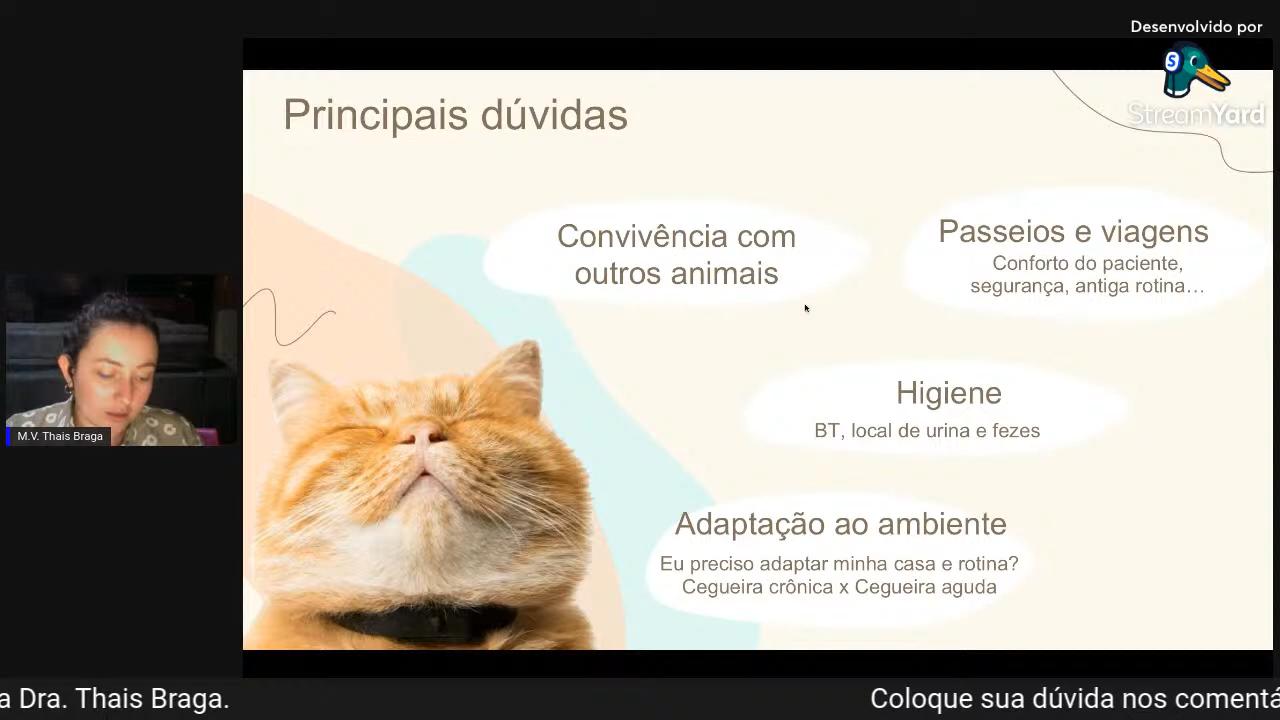 Desenvolvido por
StreamYard
Principais dúvidas
Convivência com
outros animais
Passeios e viagens
Conforto do paciente,
segurança, antiga rotina…
Higiene
BT, local de urina e fezes
Adaptação ao ambiente
Eu preciso adaptar minha casa e rotina?
Cegueira crônica x Cegueira aguda
M.V. Thais Braga
a Dra. Thais Braga.
Coloque sua dúvida nos comentá